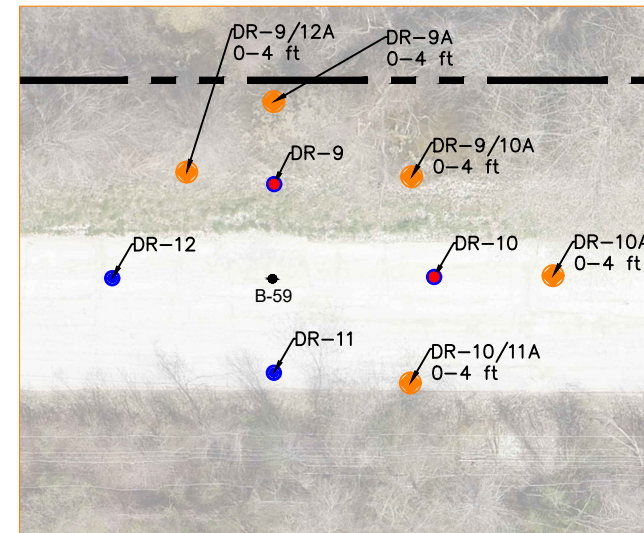 DR-9/12A
0-4 ft
DR-9A
0-4 ft
DR-9
DR-9/10A
0-4 ft
DR-12
DR-10
DR-10A
0-4 ft
B-59
DR-11
DR-10/11A
0-4 ft